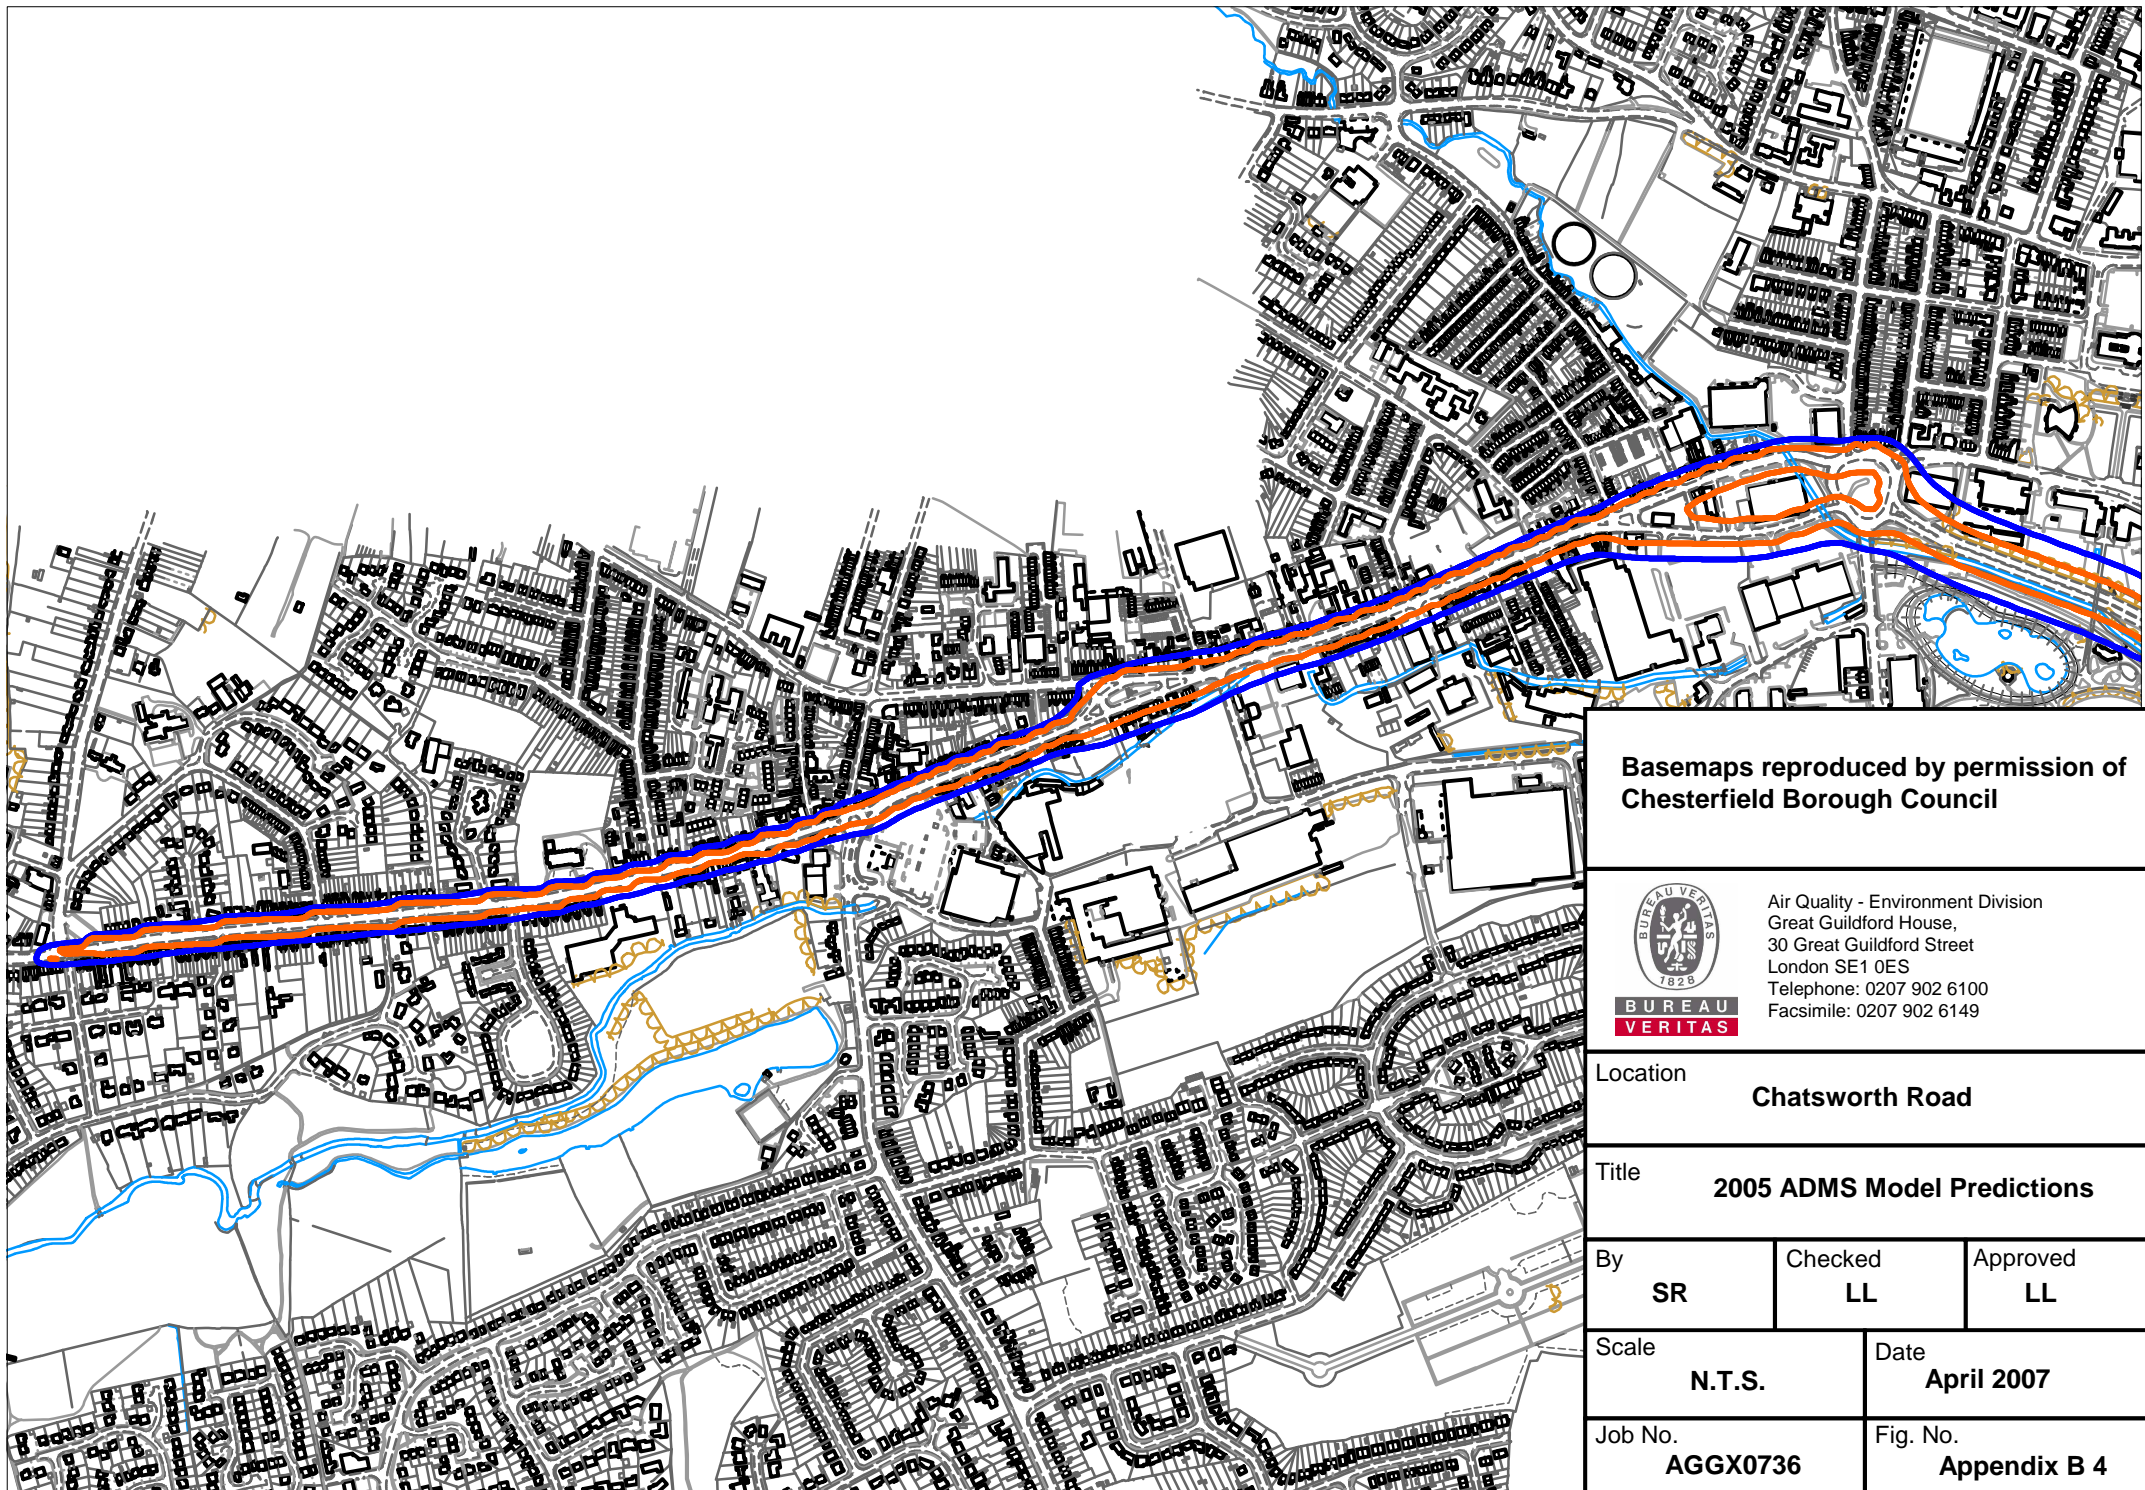 Basemaps reproduced by permission of
Chesterfield Borough Council
BUREAU VERITAS
1828
BUREAU
VERITAS
Air Quality - Environment Division
Great Guildford House,
30 Great Guildford Street
London SE1 0ES
Telephone: 0207 902 6100
Facsimile: 0207 902 6149
Location
Chatsworth Road
Title
2005 ADMS Model Predictions
By
SR
Checked
LL
Approved
LL
Scale
N.T.S.
Date
April 2007
Job No.
AGGX0736
Fig. No.
Appendix B 4